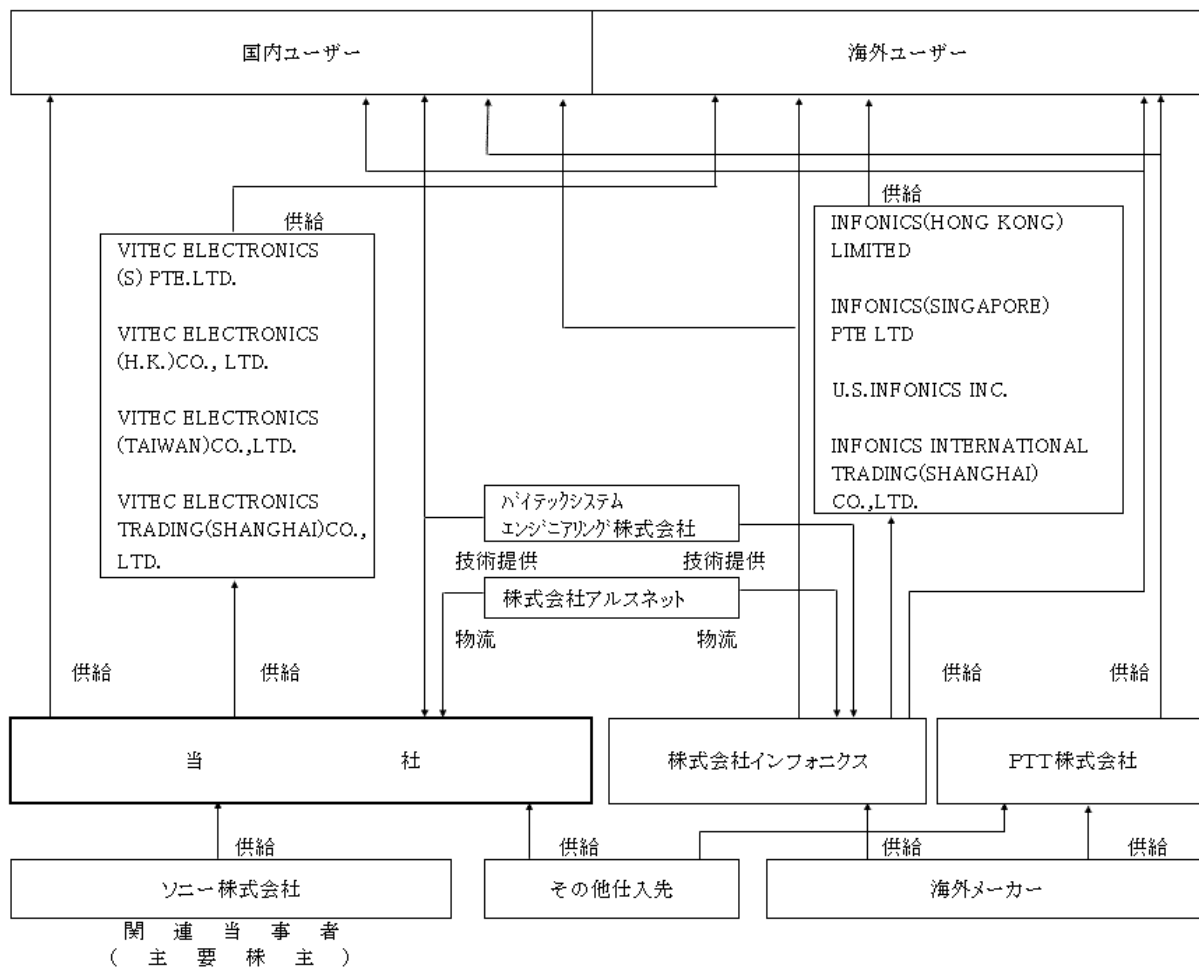 国内ユーザー
海外ユーザー
供給
供給
VITEC ELECTRONICS
(S) PTE.LTD.
VITEC ELECTRONICS
(H.K.)CO., LTD.
VITEC ELECTRONICS
(TAIWAN)CO.,LTD.
VITEC ELECTRONICS
TRADING(SHANGHAI)CO.,
LTD.
INFONICS(HONG KONG)
LIMITED
INFONICS(SINGAPORE)
PTE LTD
U.S.INFONICS INC.
INFONICS INTERNATIONAL
TRADING(SHANGHAI)
CO.,LTD.
ﾊﾞｲテックシステム
エンジニアリング株式会社
技術提供
技術提供
株式会社アルスネット
物流
物流
供給
供給
供給
供給
当社
株式会社インフォニクス
PTT株式会社
供給
供給
供給
供給
ソニー株式会社
その他仕入先
海外メーカー
関連当事者
(主要株主)